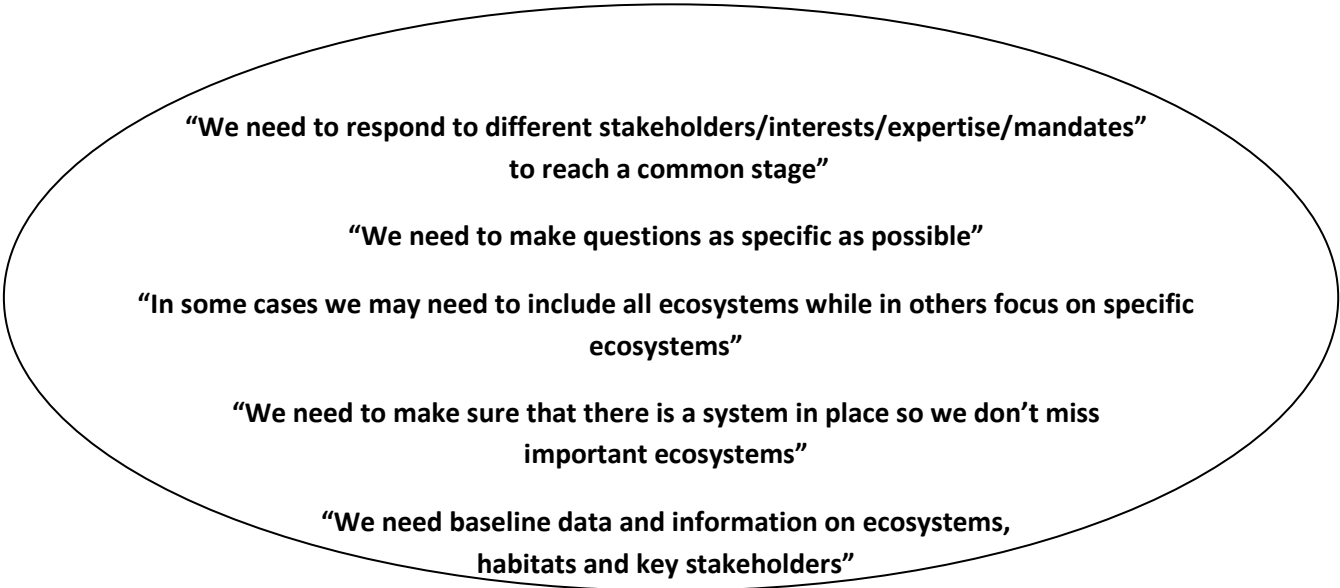 “We need to respond to different stakeholders/interests/expertise/mandates”
to reach a common stage”
“We need to make questions as specific as possible”
“In some cases we may need to include all ecosystems while in others focus on specific
ecosystems”
“We need to make sure that there is a system in place so we don’t miss
important ecosystems”
“We need baseline data and information on ecosystems,
habitats and key stakeholders”